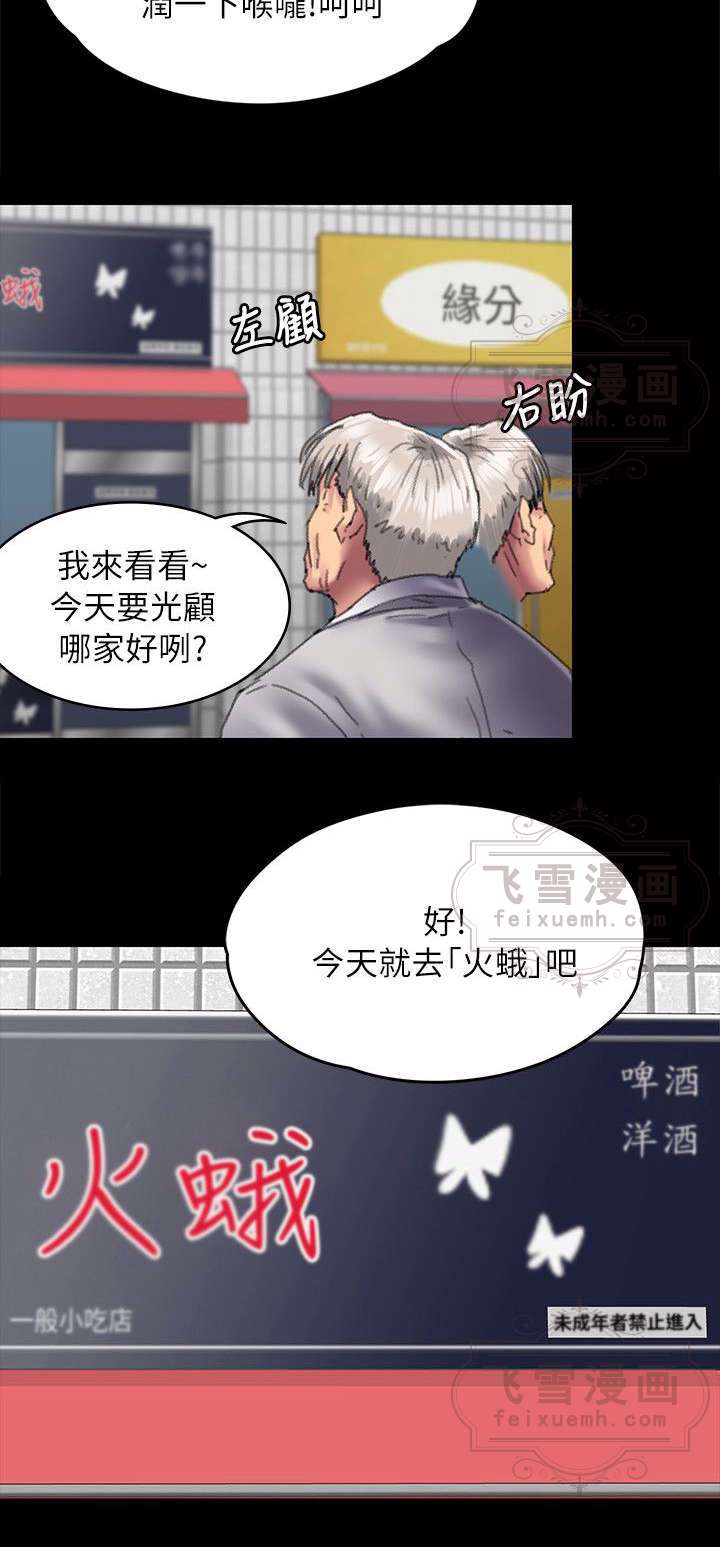 潤一下喉嚨!呵呵
火蛾
緣分
左顧
右盼
飞雪漫画
feixuemh.com
我來看看~
今天要光顧
哪家好咧?
飞雪漫画
feixuemh.com
好!
今天就去「火蛾」吧
啤酒
洋酒
火蛾
一般小吃店
未成年者禁止進入
飞雪漫画
feixuemh.com